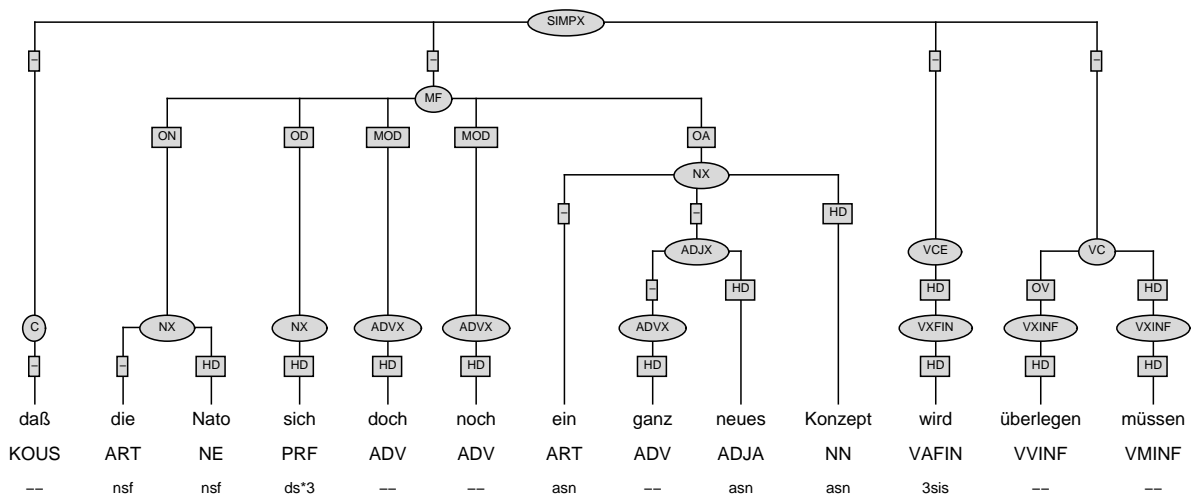 SIMPX
– – – –
MF
ON OD MOD MOD OA
NX
– – HD
ADJX VCE VC
– HD HD OV HD
C NX NX ADVX ADVX ADVX VXFIN VXINF VXINF
– – HD HD HD HD HD HD HD HD
daß die Nato sich doch noch ein ganz neues Konzept wird überlegen müssen
KOUS ART NE PRF ADV ADV ART ADV ADJA NN VAFIN VVINF VMINF
-- nsf nsf ds*3 -- -- asn -- asn asn 3sis -- --